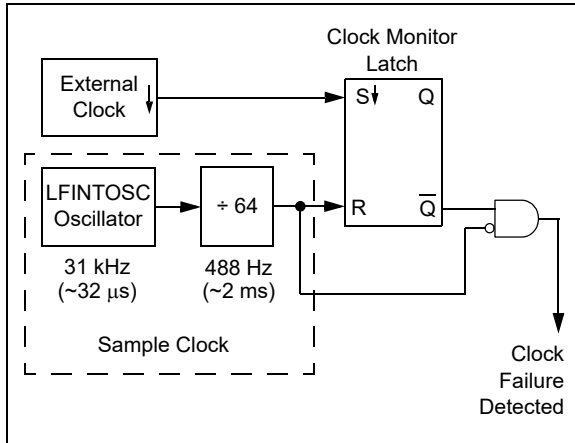 Clock Monitor
Latch
External
Clock
S
Q
LFINTOSC
Oscillator
÷ 64
R
Q̅
31 kHz
(~32 μs)
488 Hz
(~2 ms)
Sample Clock
Clock
Failure
Detected